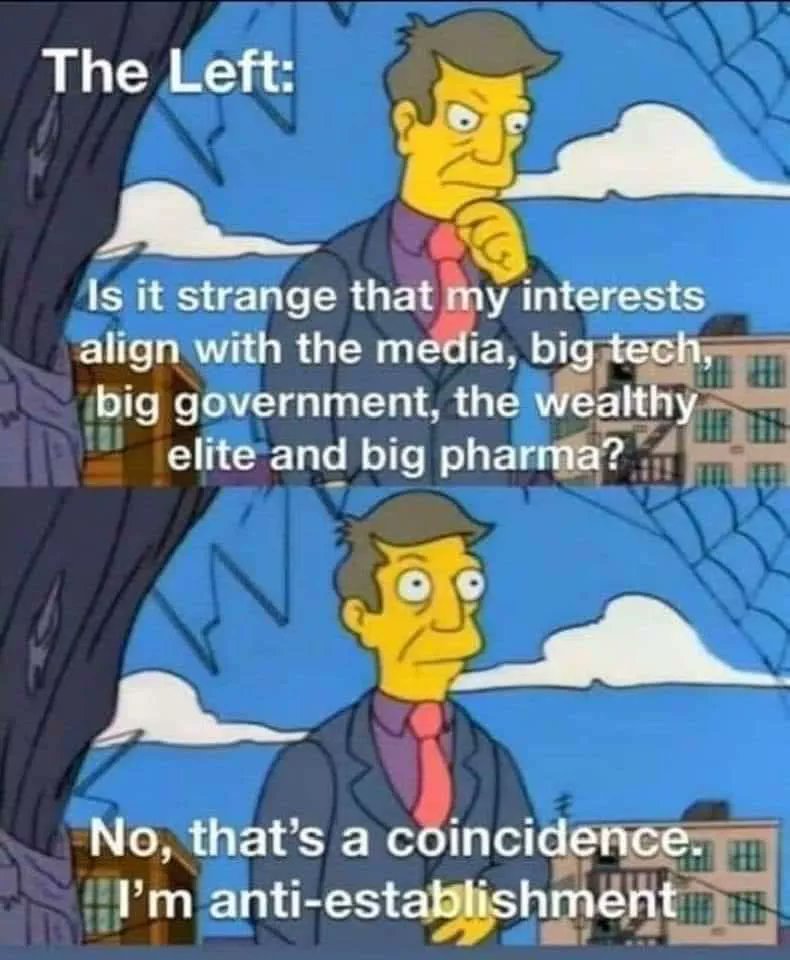 The Left:
Is it strange that my interests
align with the media, big tech,
big government, the wealthy
elite and big pharma?
No, that's a coincidence.
I'm anti-establishment